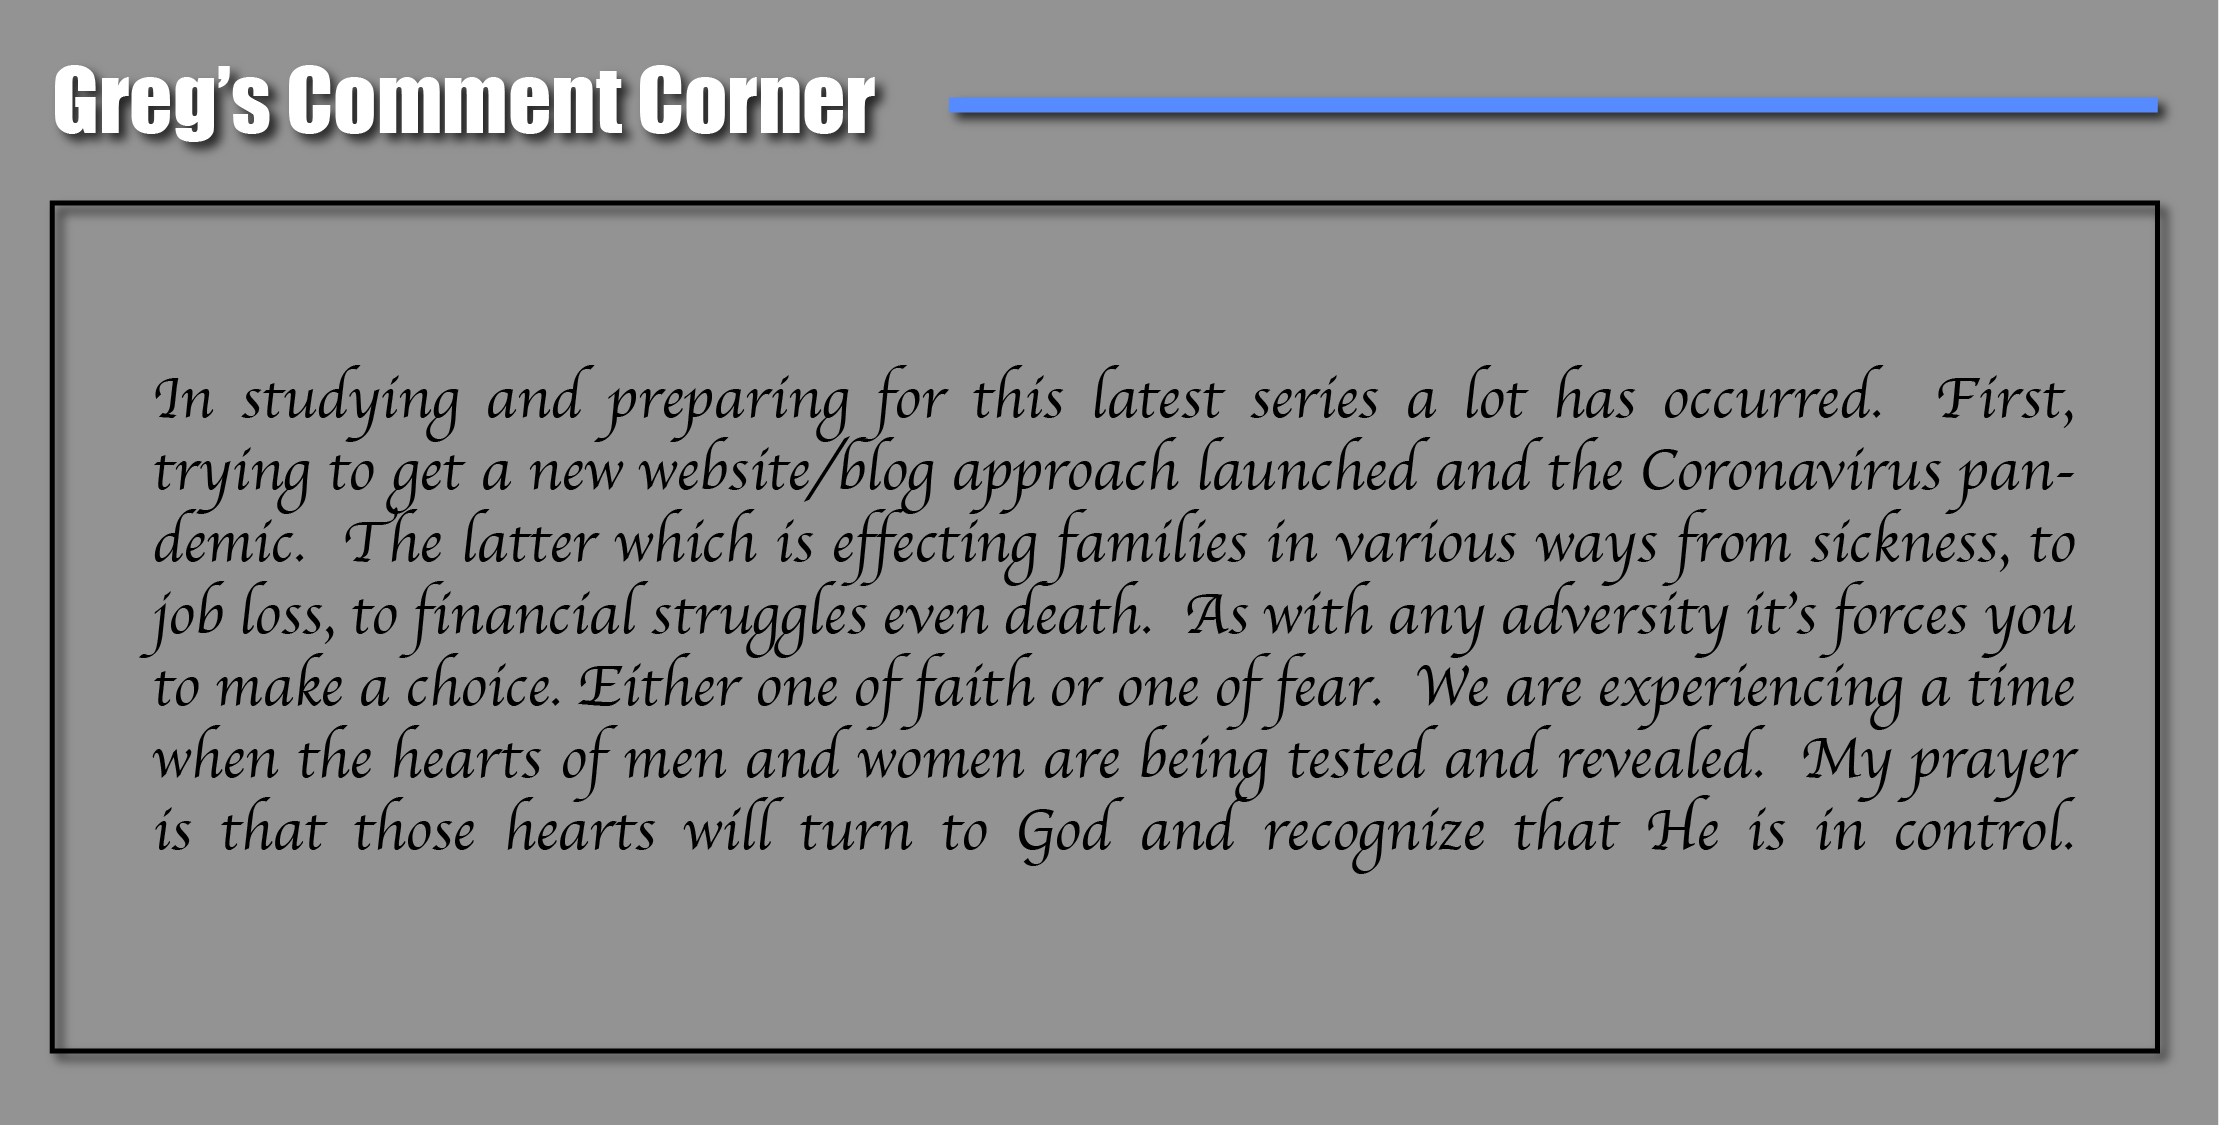 Greg’s Comment Corner
In studying and preparing for this latest series a lot has occurred.  First,
trying to get a new website/blog approach launched and the Coronavirus pan-
demic.  The latter which is effecting families in various ways from sickness, to
job loss, to financial struggles even death.  As with any adversity it’s forces you
to make a choice. Either one of faith or one of fear.  We are experiencing a time
when the hearts of men and women are being tested and revealed.  My prayer
is that those hearts will turn to God and recognize that He is in control.